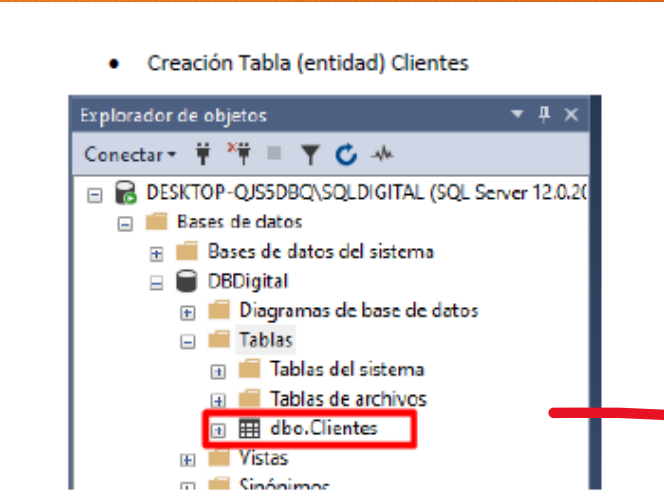 • Creación Tabla (entidad) Clientes
Explorador de objetos
Conectar
DESKTOP-QJS5DBQ\SQLDIGITAL (SQL Server 12.0.20
Bases de datos
Bases de datos del sistema
DBDigital
Diagramas de base de datos
Tablas
Tablas del sistema
Tablas de archivos
dbo.Clientes
Vistas
Sinónimos